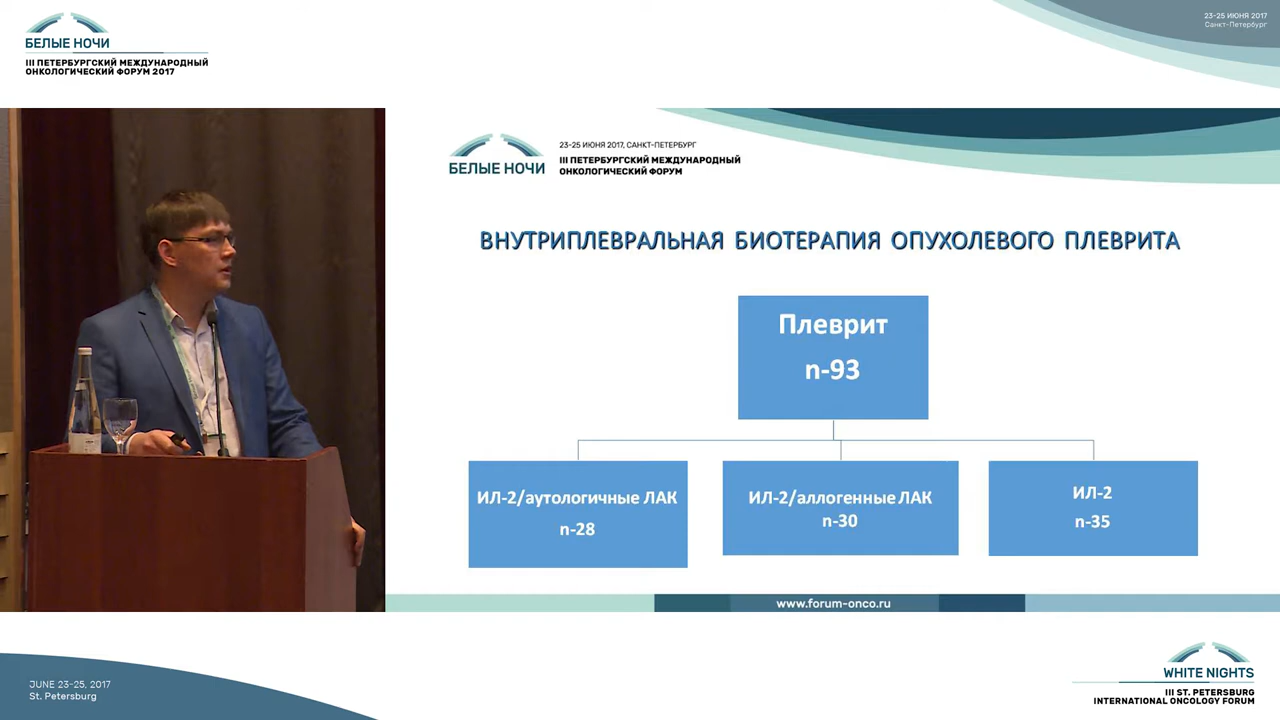 БЕЛЫЕ НОЧИ
III ПЕТЕРБУРГСКИЙ МЕЖДУНАРОДНЫЙ
ОНКОЛОГИЧЕСКИЙ ФОРУМ 2017
23-25 ИЮНЯ 2017
Санкт-Петербург
БЕЛЫЕ НОЧИ
23-25 ИЮНЯ 2017, САНКТ-ПЕТЕРБУРГ
III ПЕТЕРБУРГСКИЙ МЕЖДУНАРОДНЫЙ
ОНКОЛОГИЧЕСКИЙ ФОРУМ
ВНУТРИПЛЕВРАЛЬНАЯ БИОТЕРАПИЯ ОПУХОЛЕВОГО ПЛЕВРИТА
Плеврит
n-93
ИЛ-2/аутологичные ЛАК
n-28
ИЛ-2/аллогенные ЛАК
n-30
ИЛ-2
n-35
www.forum-onco.ru
JUNE 23-25, 2017
St. Petersburg
WHITE NIGHTS
III ST. PETERSBURG
INTERNATIONAL ONCOLOGY FORUM